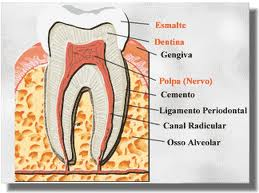 Esmalte
Dentina
Gengiva
Polpa (Nervo)
Cemento
Ligamento Periodontal
Canal Radicular
Osso Alveolar